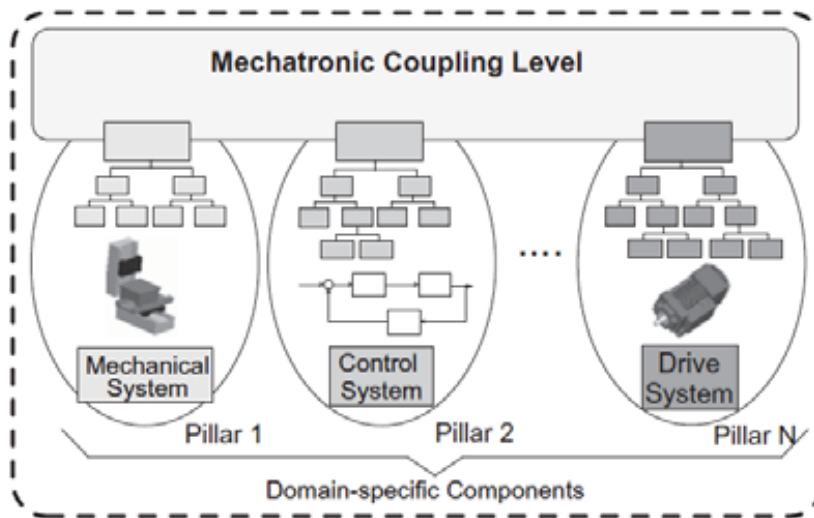 Mechatronic Coupling Level
....
Mechanical
System
Control
System
Drive
System
Pillar 1
Pillar 2
Pillar N
Domain-specific Components